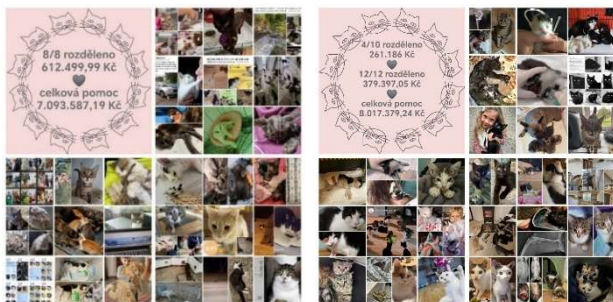 8/8 rozděleno
612.499,99 Kč
celková pomoc
7.093.587,19 Kč
4/10 rozděleno
261.186 Kč
12/12 rozděleno
379.397,05 Kč
celková pomoc
8.017.379,24 Kč